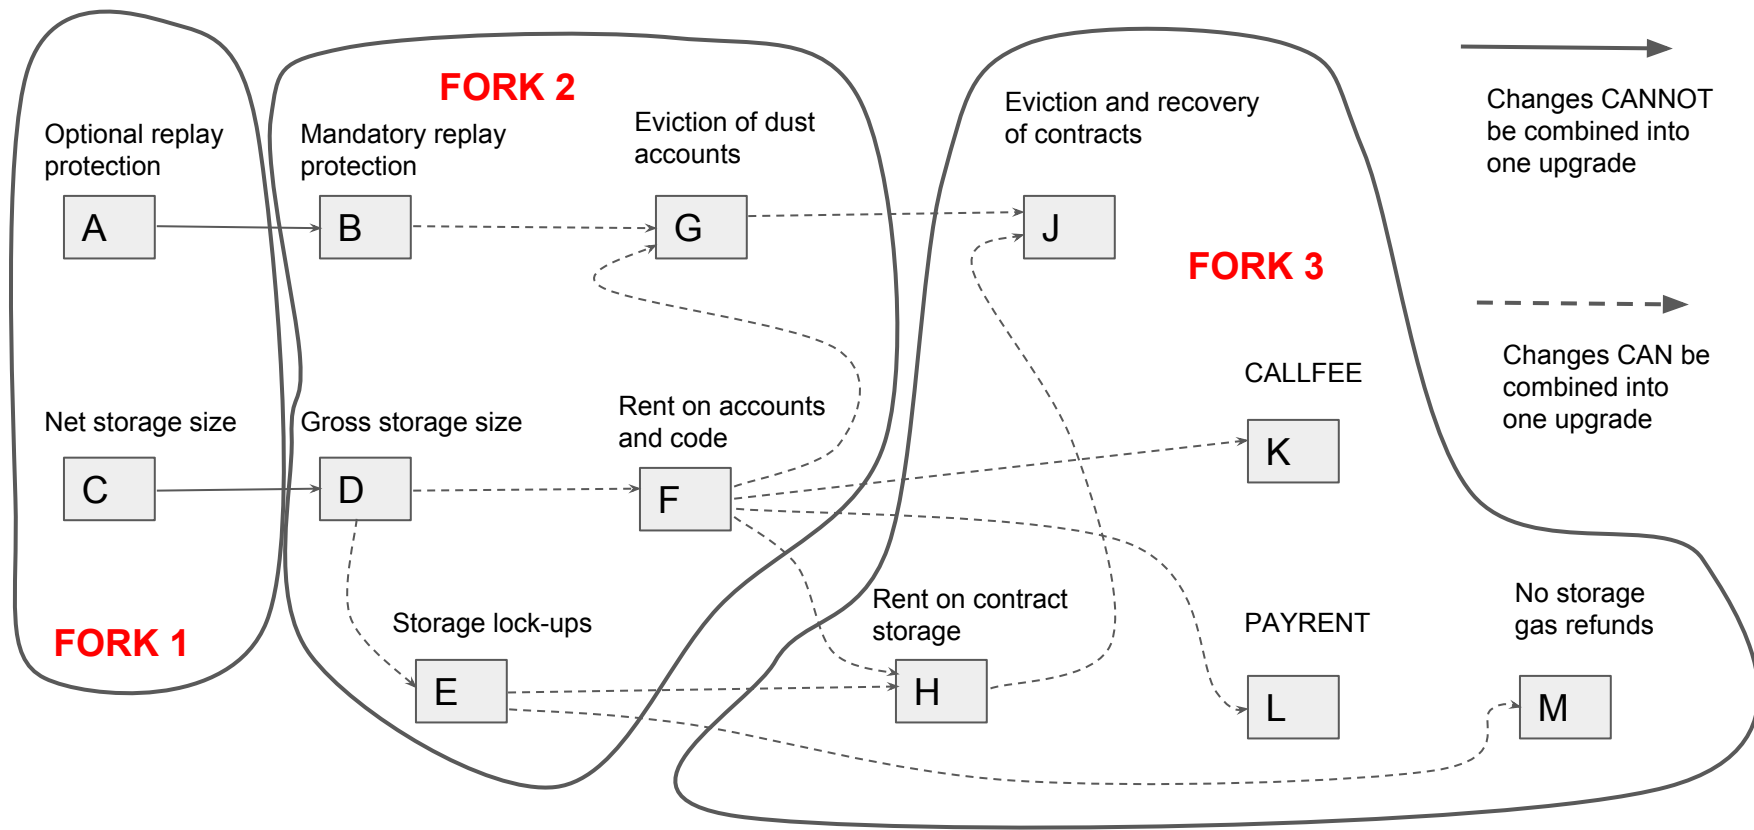 FORK 2
Optional replay
protection
A
Mandatory replay
protection
B
Eviction of dust
accounts
G
Eviction and recovery
of contracts
J
FORK 3
Changes CANNOT
be combined into
one upgrade
Changes CAN be
combined into
one upgrade
CALLFEE
K
Net storage size
C
Gross storage size
D
Rent on accounts
and code
F
FORK 1
Storage lock-ups
E
Rent on contract
storage
H
PAYRENT
L
No storage
gas refunds
M